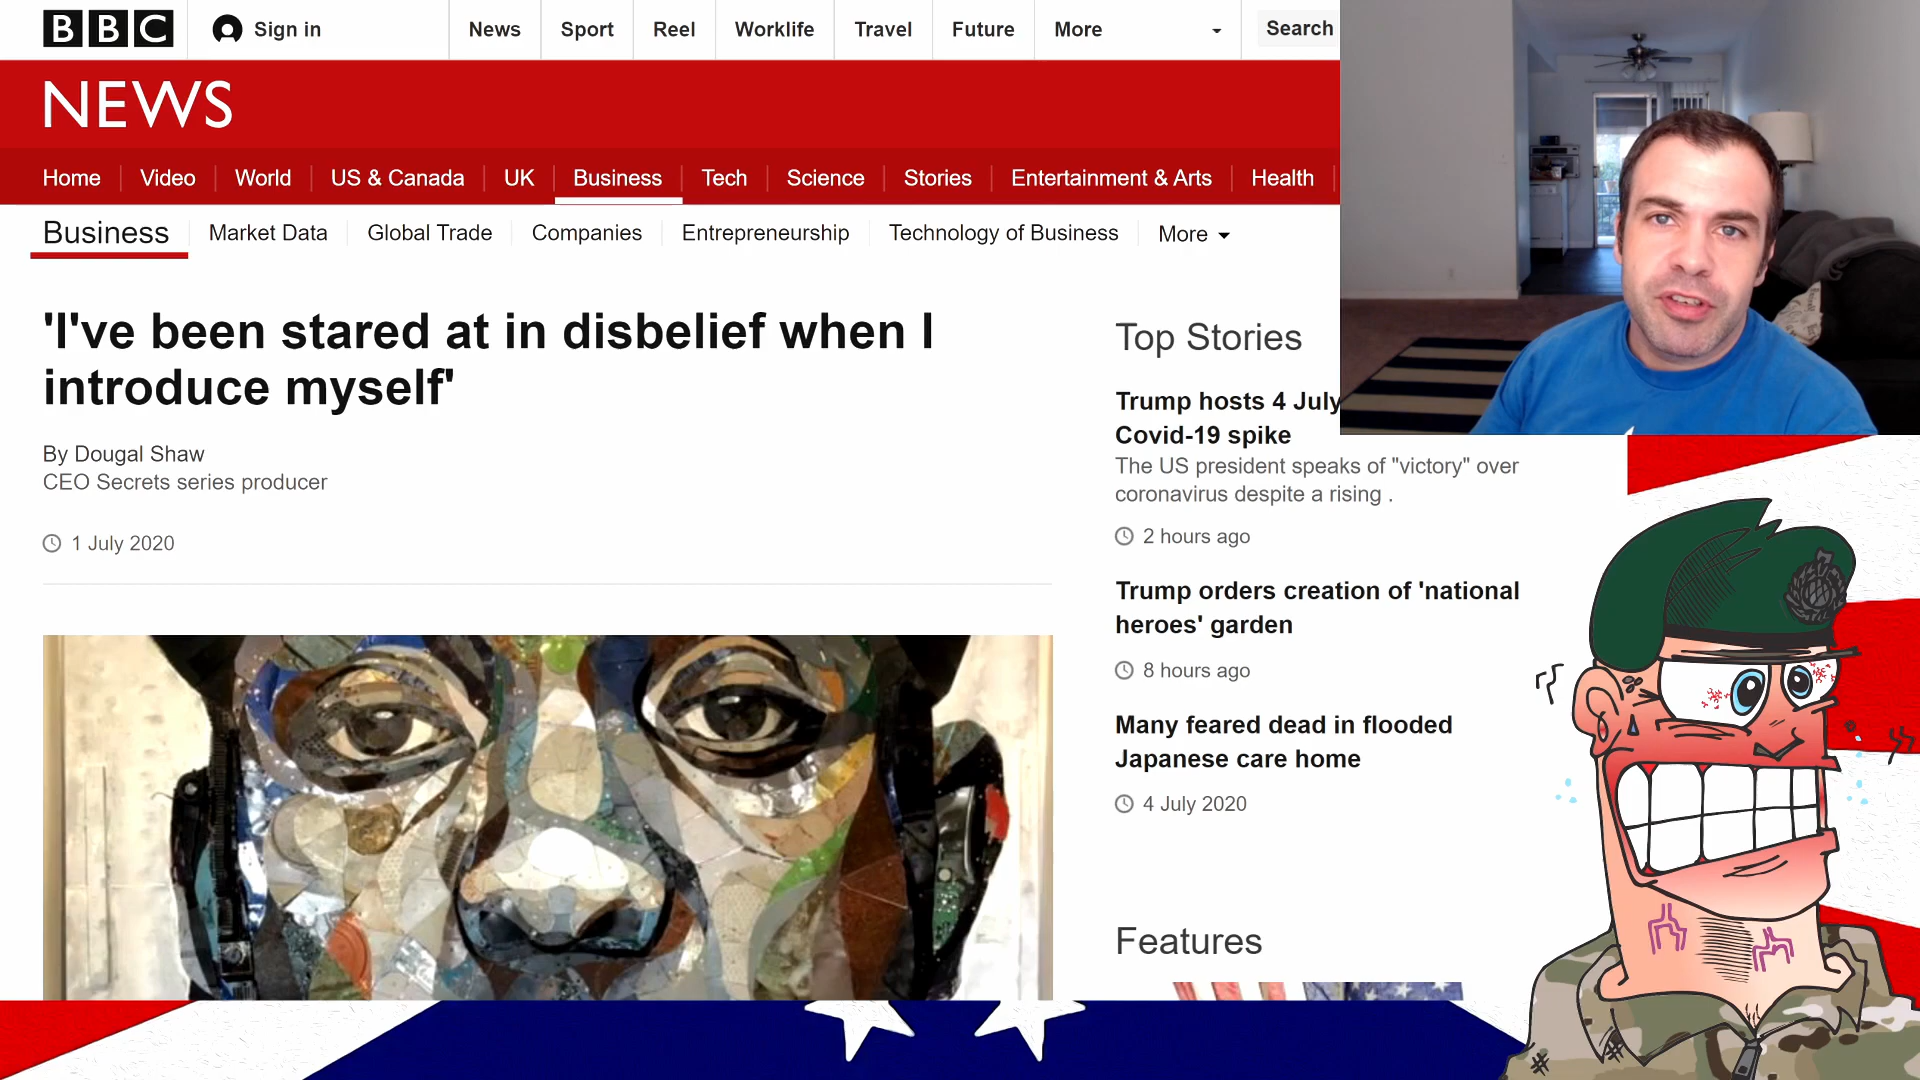 BBC
Sign in
News
Sport
Reel
Worklife
Travel
Future
More
Search
NEWS
Home
Video
World
US & Canada
UK
Business
Tech
Science
Stories
Entertainment & Arts
Health
Business
Market Data
Global Trade
Companies
Entrepreneurship
Technology of Business
More
'I've been stared at in disbelief when I
introduce myself'
By Dougal Shaw
CEO Secrets series producer
1 July 2020
Top Stories
Trump hosts 4 July
Covid-19 spike
The US president speaks of "victory" over
coronavirus despite a rising .
2 hours ago
Trump orders creation of 'national
heroes' garden
8 hours ago
Many feared dead in flooded
Japanese care home
4 July 2020
Features